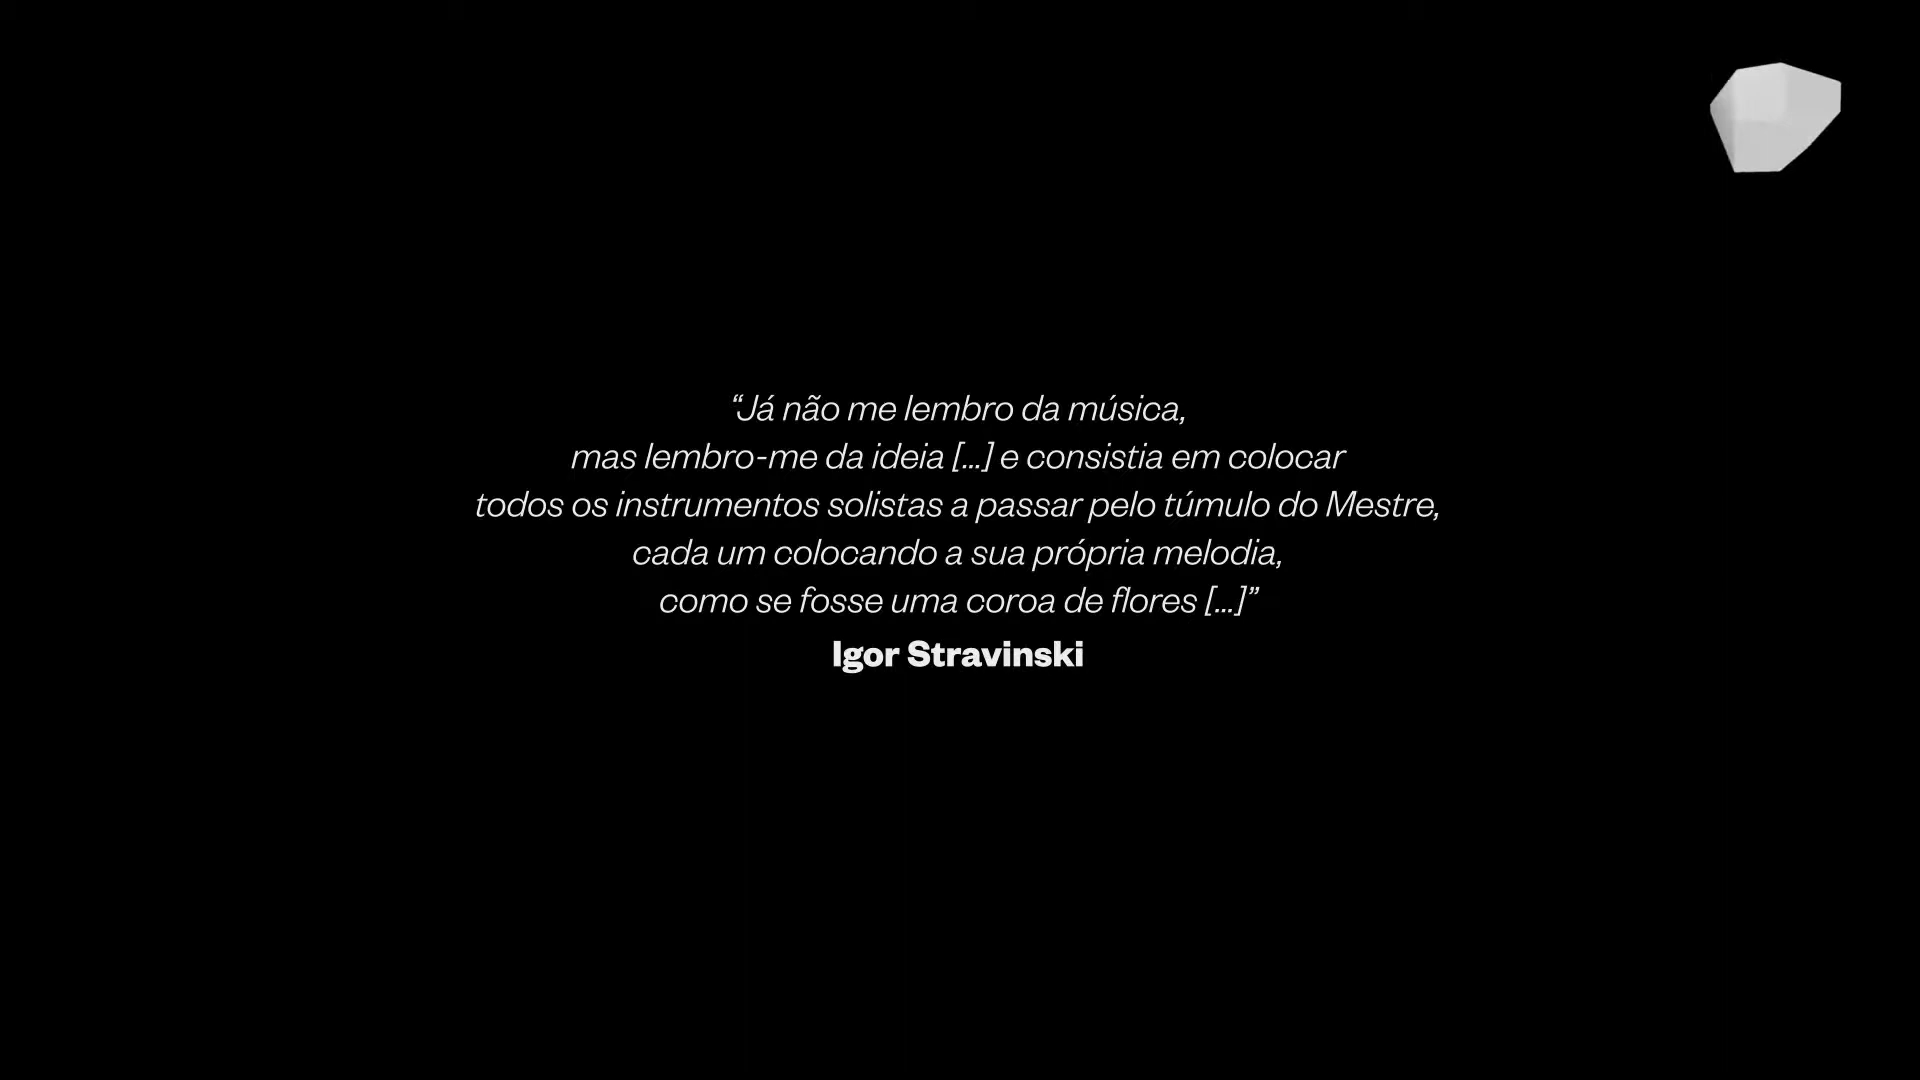 “Já não me lembro da música,
mas lembro-me da ideia [...] e consistia em colocar
todos os instrumentos solistas a passar pelo túmulo do Mestre,
cada um colocando a sua própria melodia,
como se fosse uma coroa de flores [...]”
Igor Stravinski